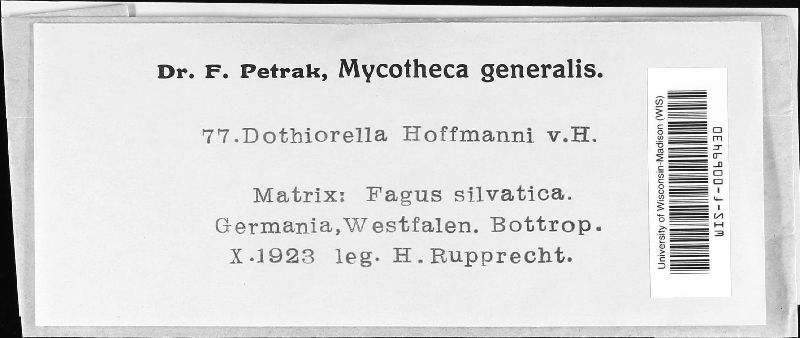 Dr. F. Petrak, Mycotheca generalis.
77.Dothiorella Hoffmanni v.H.
Matrix: Fagus silvatica.
Germania,Westfalen. Bottrop.
X.1923 leg. H.Rupprecht.
University of Wisconsin-Madison (WIS)
WIS-f-0069430